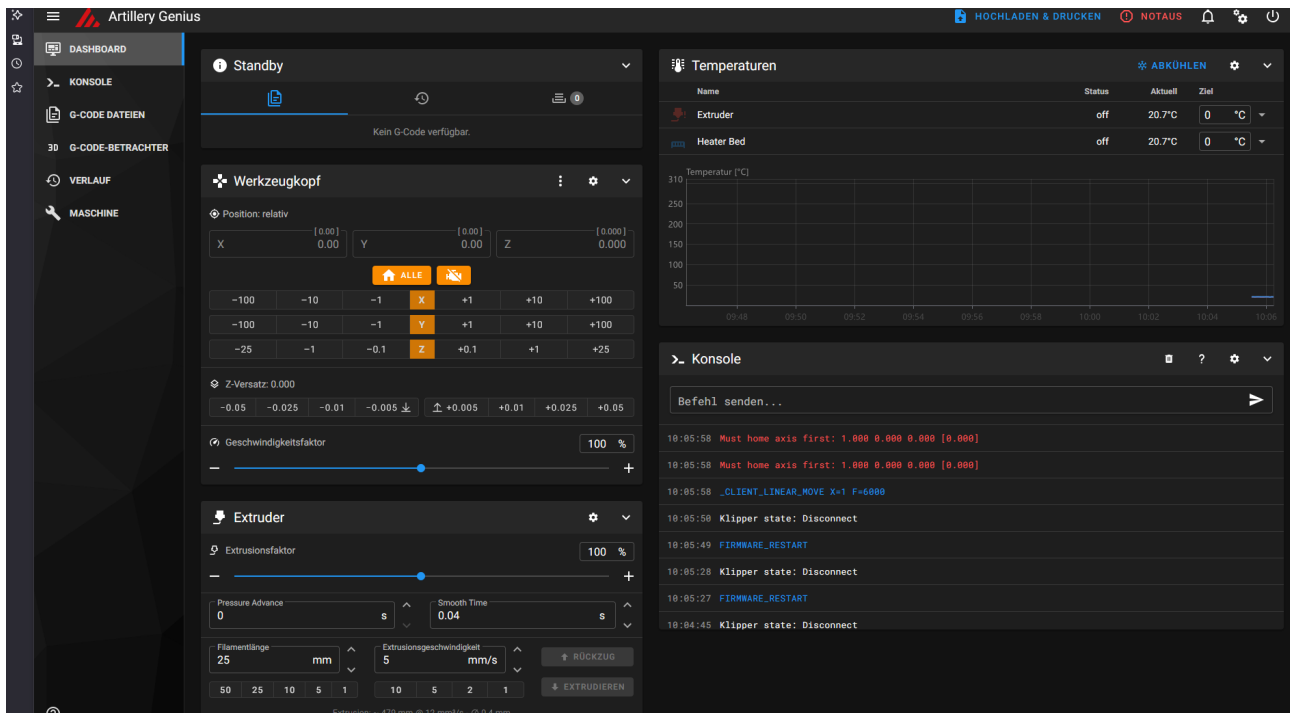 Artillery Genius
HOCHLADEN & DRUCKEN
NOTAUS
DASHBOARD
KONSOLE
G-CODE DATEIEN
3D G-CODE-BETRACHTER
VERLAUF
MASCHINE
Standby
0
Kein G-Code verfügbar.
Werkzeugkopf
Position: relativ
[ 0.00 ] [ 0.00 ] [ 0.000 ]
X 0.00 Y 0.00 Z 0.000
ALLE
−100 −10 −1 X +1 +10 +100
−100 −10 −1 Y +1 +10 +100
−25 −1 −0.1 Z +0.1 +1 +25
Z-Versatz: 0.000
−0.05 −0.025 −0.01 −0.005 +0.005 +0.01 +0.025 +0.05
Geschwindigkeitsfaktor 100 %
− +
Extruder
Extrusionsfaktor 100 %
− +
Pressure Advance Smooth Time
0 s 0.04 s
Filamentlänge Extrusionsgeschwindigkeit
25 mm 5 mm/s
RÜCKZUG
50 25 10 5 1 10 5 2 1
EXTRUDIEREN
Temperaturen
ABKÜHLEN
Name Status Aktuell Ziel
Extruder off 20.7°C 0 °C
Heater Bed off 20.7°C 0 °C
Temperatur [°C]
310
250
200
150
100
50
09:48 09:50 09:52 09:54 09:56 09:58 10:00 10:02 10:04 10:06
Konsole
?
Befehl senden...
10:05:58 Must home axis first: 1.000 0.000 0.000 [0.000]
10:05:58 Must home axis first: 1.000 0.000 0.000 [0.000]
10:05:58 _CLIENT_LINEAR_MOVE X=1 F=6000
10:05:50 Klipper state: Disconnect
10:05:49 FIRMWARE_RESTART
10:05:28 Klipper state: Disconnect
10:05:27 FIRMWARE_RESTART
10:04:45 Klipper state: Disconnect